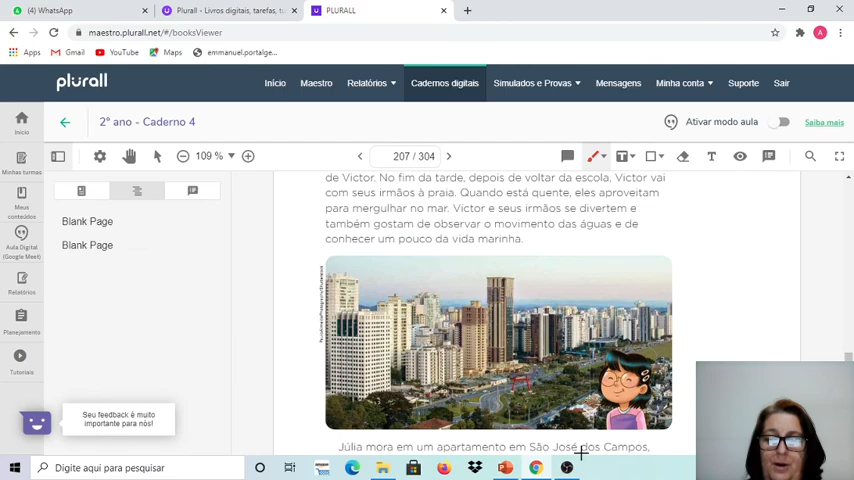 (4) WhatsApp
Plurall - Livros digitais, tarefas, tu
PLURALL
maestro.plurall.net/#/booksViewer
A
Apps
Gmail
YouTube
Maps
emmanuel.portalge...
plurall
Início
Maestro
Relatórios
Cadernos digitais
Simulados e Provas
Mensagens
Minha conta
Suporte
Sair
2º ano - Caderno 4
Ativar modo aula
Saiba mais
Início
Minhas turmas
Meus conteúdos
Aula Digital (Google Meet)
Relatórios
Planejamento
Tutoriais
109 %
207 / 304
Blank Page
Blank Page
de Victor. No fim da tarde, depois de voltar da escola, Victor vai
com seus irmãos à praia. Quando está quente, eles aproveitam
para mergulhar no mar. Victor e seus irmãos se divertem e
também gostam de observar o movimento das águas e de
conhecer um pouco da vida marinha.
Júlia mora em um apartamento em São José dos Campos,
Seu feedback é muito
importante para nós!
Digite aqui para pesquisar